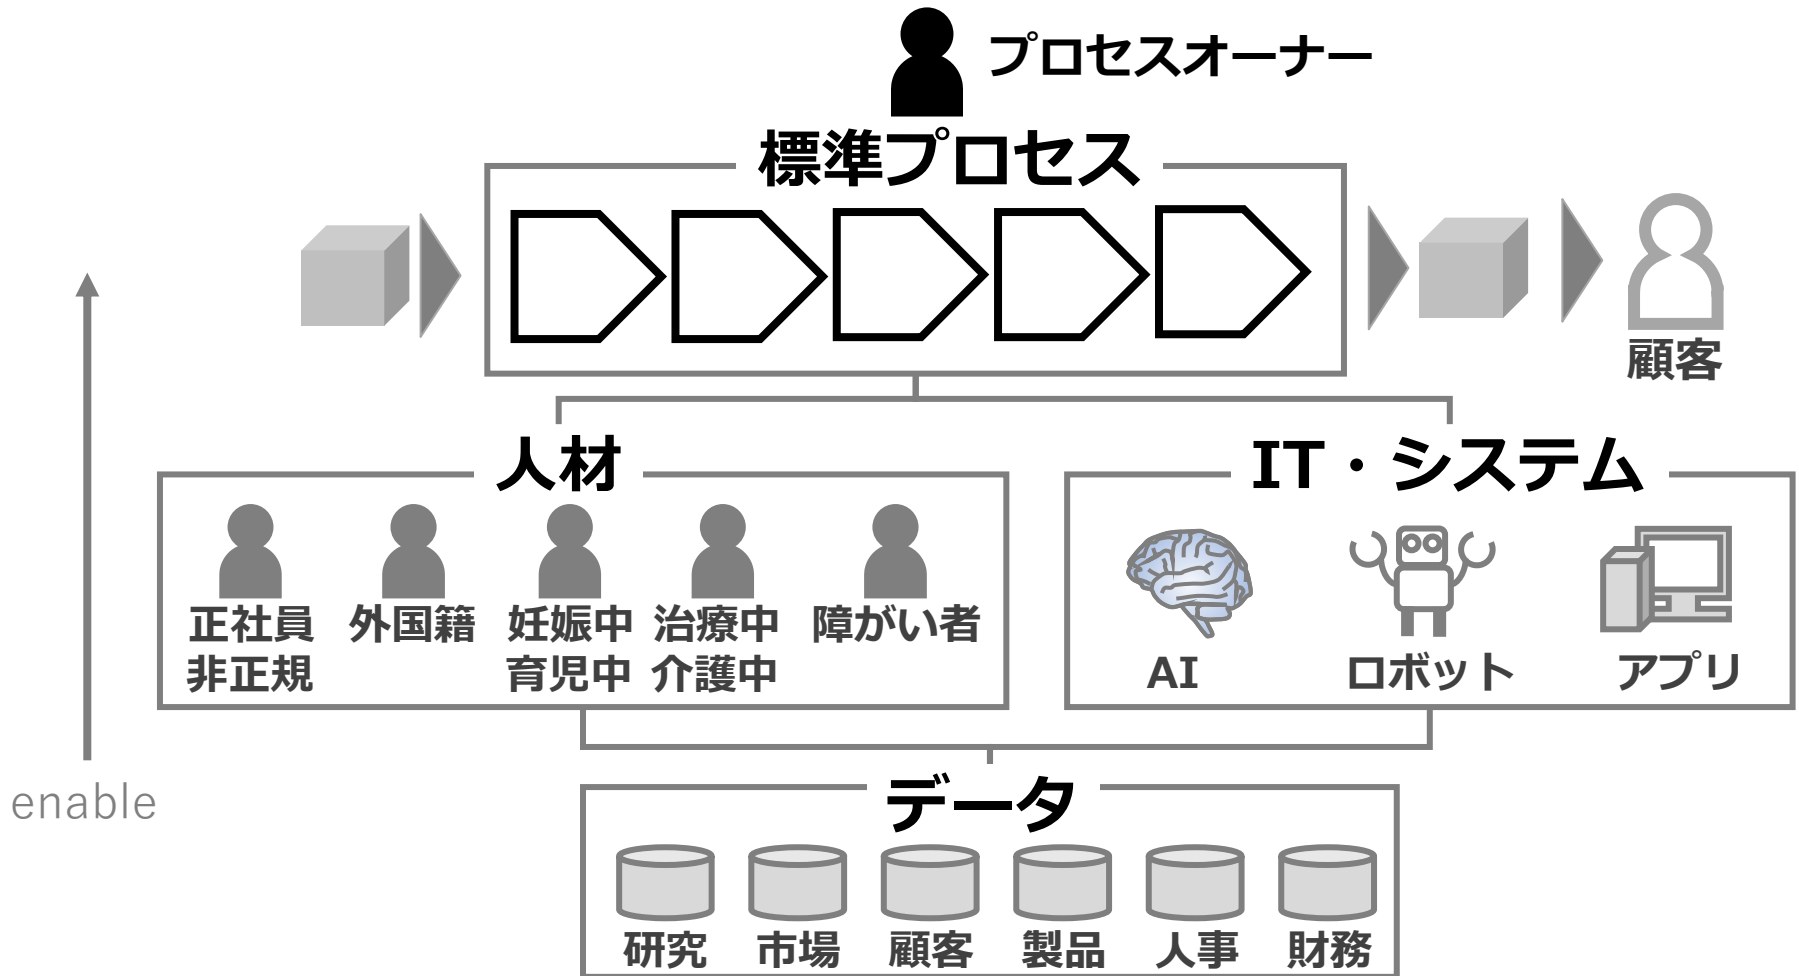 プロセスオーナー
標準プロセス
顧客
人材
IT・システム
正社員
非正規
外国籍
妊娠中
育児中
治療中
介護中
障がい者
AI
ロボット
アプリ
enable
データ
研究
市場
顧客
製品
人事
財務